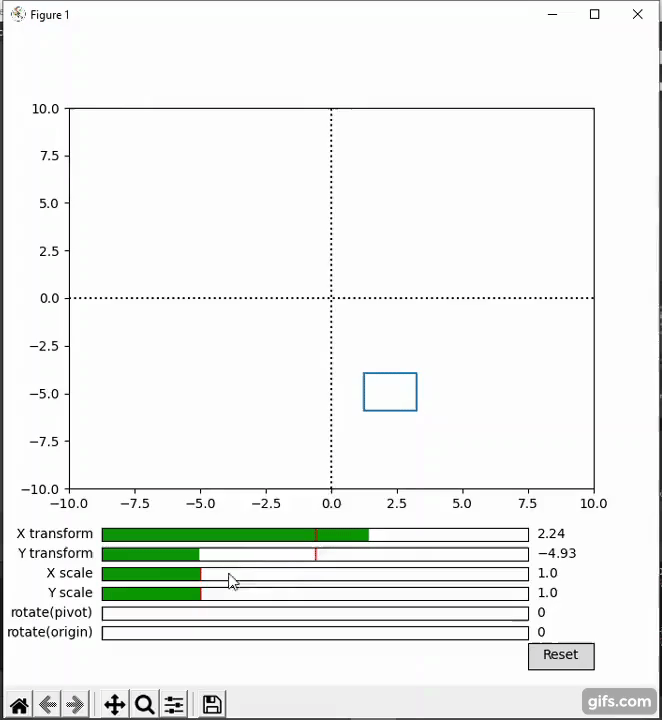 Figure 1
10.0
7.5
5.0
2.5
0.0
−2.5
−5.0
−7.5
−10.0
−10.0 −7.5 −5.0 −2.5 0.0 2.5 5.0 7.5 10.0
X transform 2.24
Y transform −4.93
X scale 1.0
Y scale 1.0
rotate(pivot) 0
rotate(origin) 0
Reset
gifs.com